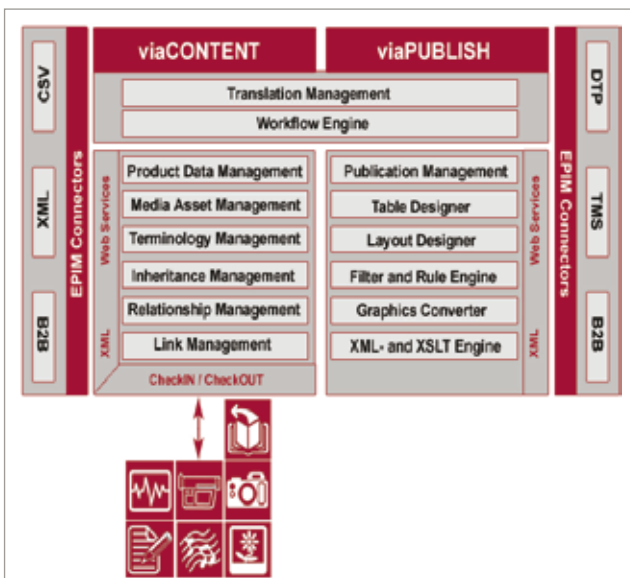 viaCONTENT
viaPUBLISH
Translation Management
Workflow Engine
CSV
XML
B2B
EPIM Connectors
Web Services
XML
Product Data Management
Media Asset Management
Terminology Management
Inheritance Management
Relationship Management
Link Management
CheckIN / CheckOUT
Publication Management
Table Designer
Layout Designer
Filter and Rule Engine
Graphics Converter
XML- and XSLT Engine
Web Services
XML
EPIM Connectors
DTP
TMS
B2B